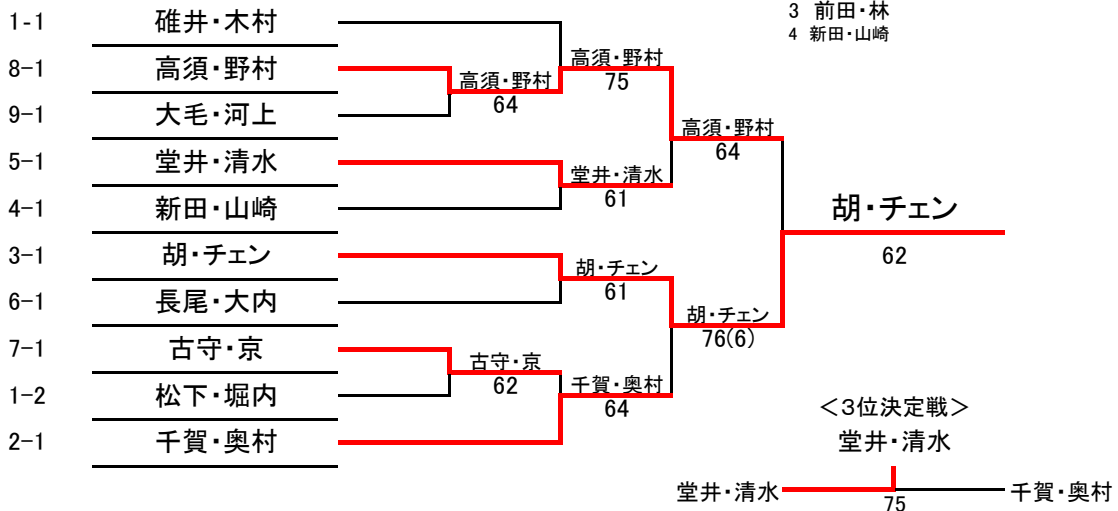 3 前田・林
4 新田・山崎
1-1 碓井・木村
8-1 高須・野村
9-1 大毛・河上
5-1 堂井・清水
4-1 新田・山崎
3-1 胡・チェン
6-1 長尾・大内
7-1 古守・京
1-2 松下・堀内
2-1 千賀・奥村
高須・野村
64
古守・京
62
高須・野村
75
堂井・清水
61
胡・チェン
61
千賀・奥村
64
高須・野村
64
胡・チェン
76(6)
胡・チェン
62
＜3位決定戦＞
堂井・清水
堂井・清水 千賀・奥村
75